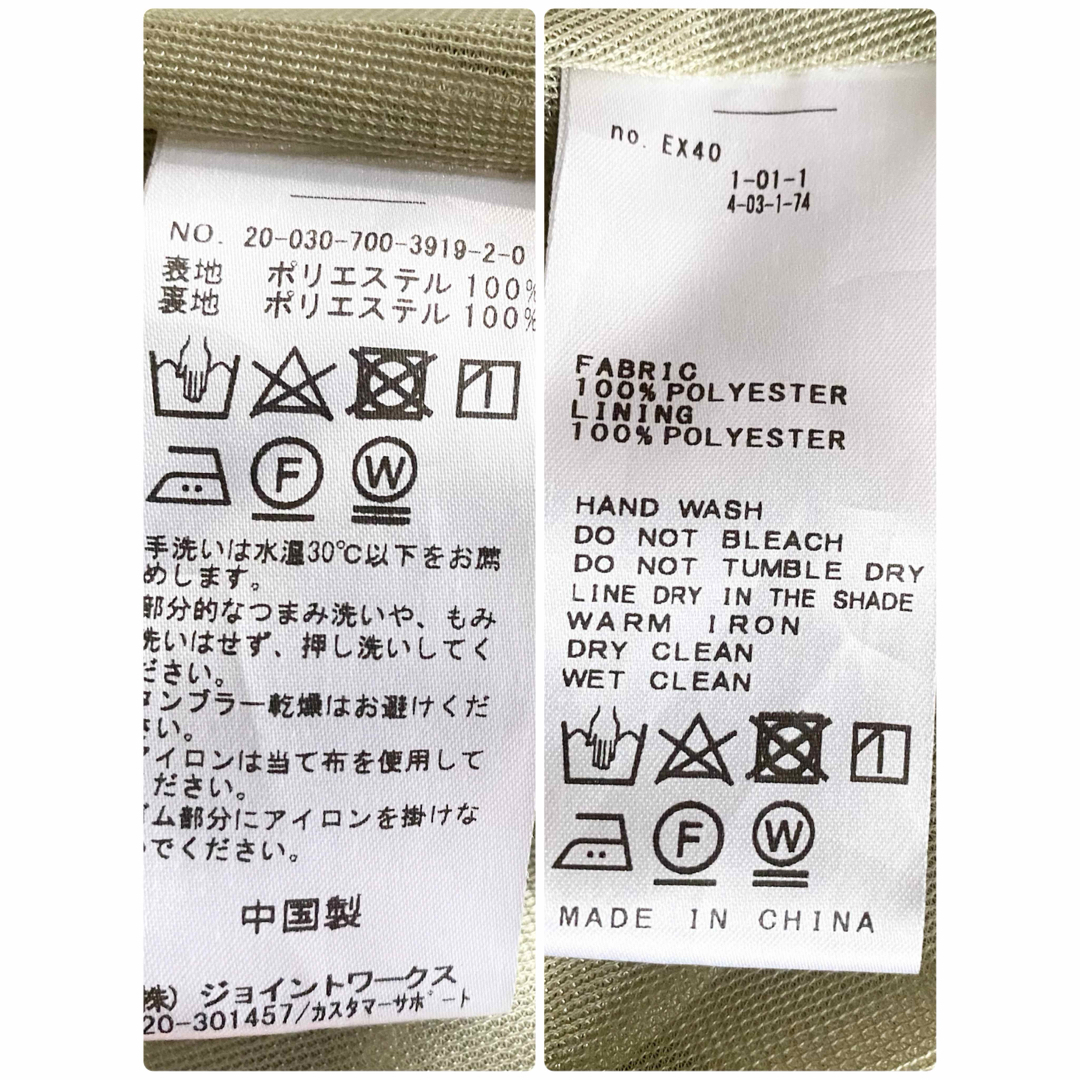 NO. 20-030-700-3919-2-0
表地 ポリエステル 100%
裏地 ポリエステル 100%
F W
手洗いは水温30℃以下をお薦
めします。
部分的なつまみ洗いや、もみ
洗いはせず、押し洗いしてく
ださい。
タンブラー乾燥はお避けくだ
さい。
アイロンは当て布を使用して
ください。
ゴム部分にアイロンを掛けな
いでください。
中国製
株) ジョイントワークス
20-301457/カスタマーサポート
no. EX40
1-01-1
4-03-1-74
FABRIC
100% POLYESTER
LINING
100% POLYESTER
HAND WASH
DO NOT BLEACH
DO NOT TUMBLE DRY
LINE DRY IN THE SHADE
WARM IRON
DRY CLEAN
WET CLEAN
F W
MADE IN CHINA